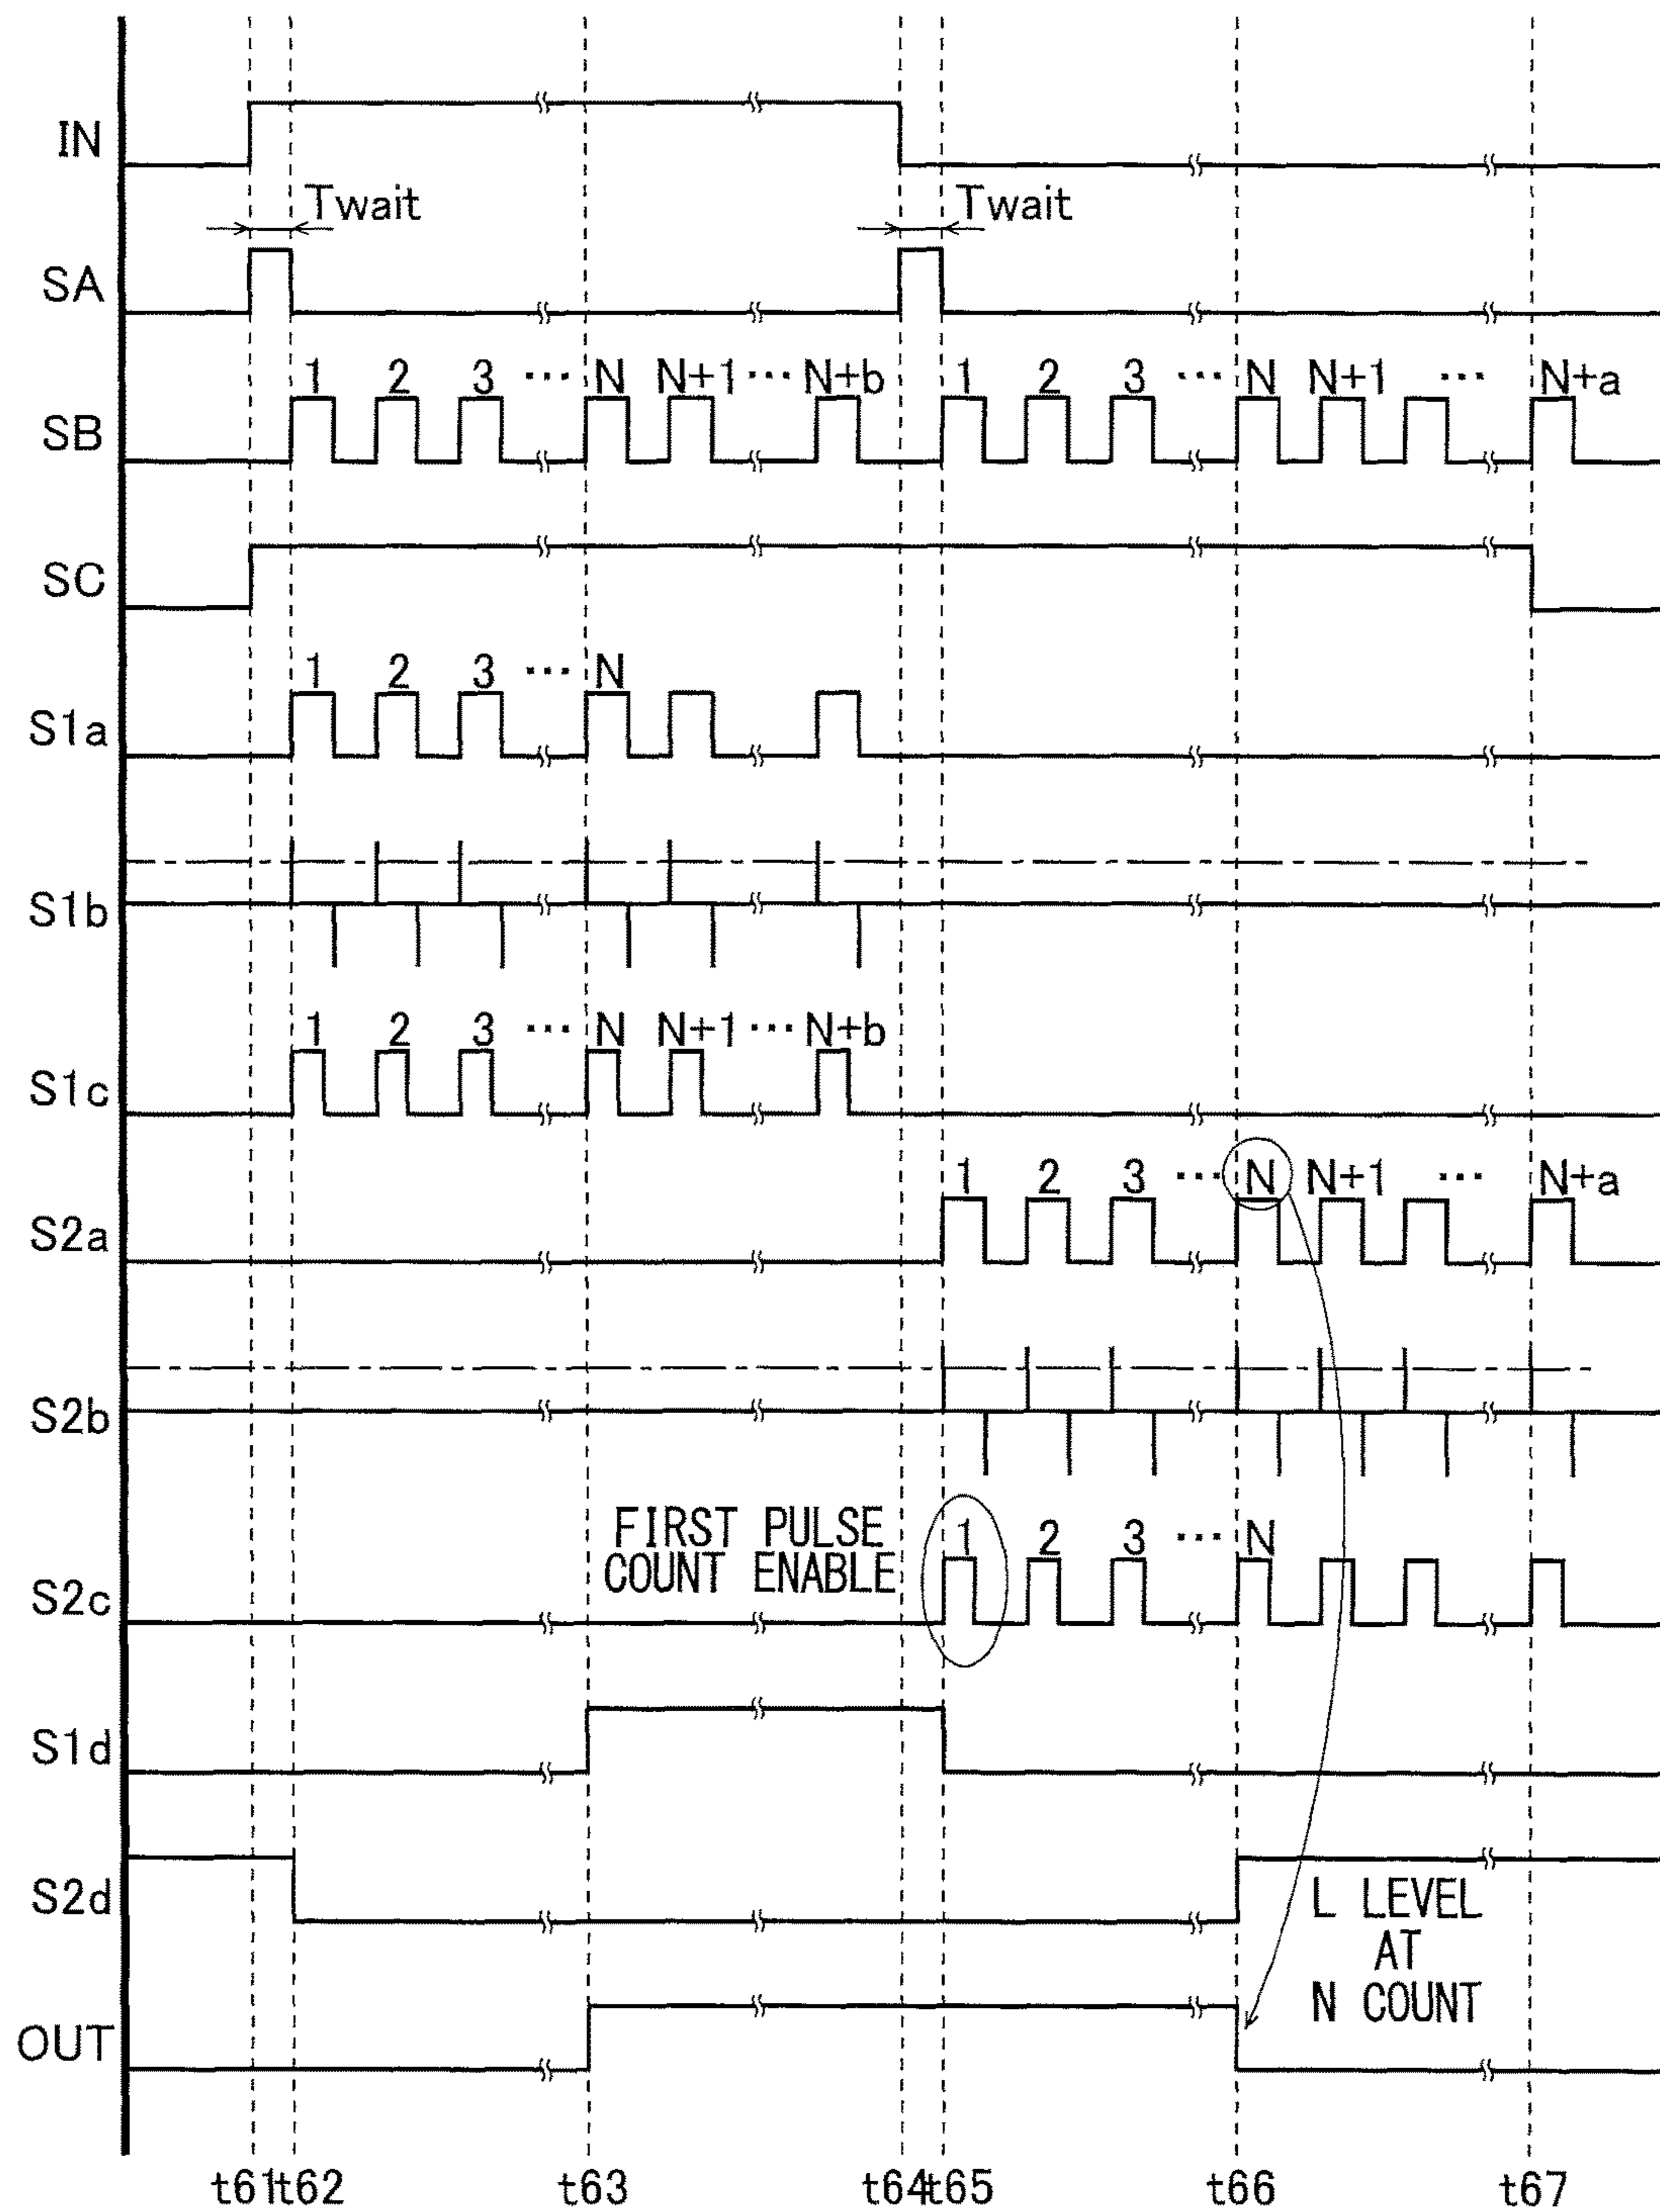 IN
Twait Twait
SA
1 2 3 ··· N N+1 ··· N+b 1 2 3 ··· N N+1 ··· N+a
SB
SC
1 2 3 ··· N
S1a
S1b
1 2 3 ··· N N+1 ··· N+b
S1c
1 2 3 ··· N N+1 ··· N+a
S2a
S2b
FIRST PULSE
COUNT ENABLE
1 2 3 ··· N
S2c
S1d
S2d
L LEVEL
AT
N COUNT
OUT
t61 t62 t63 t64 t65 t66 t67